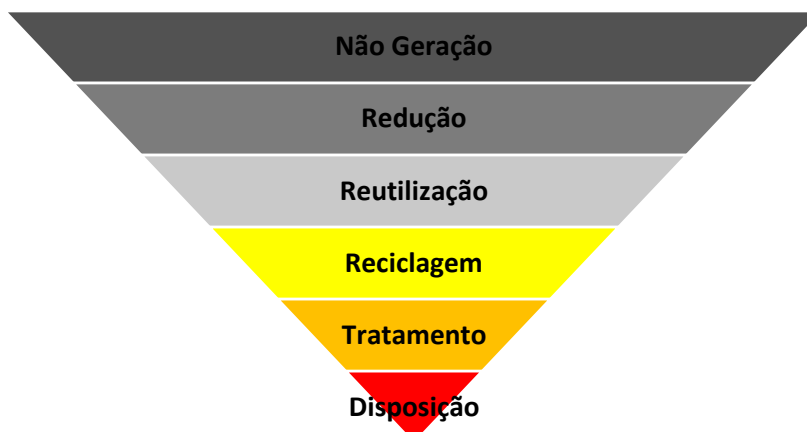 Não Geração
Redução
Reutilização
Reciclagem
Tratamento
Disposição